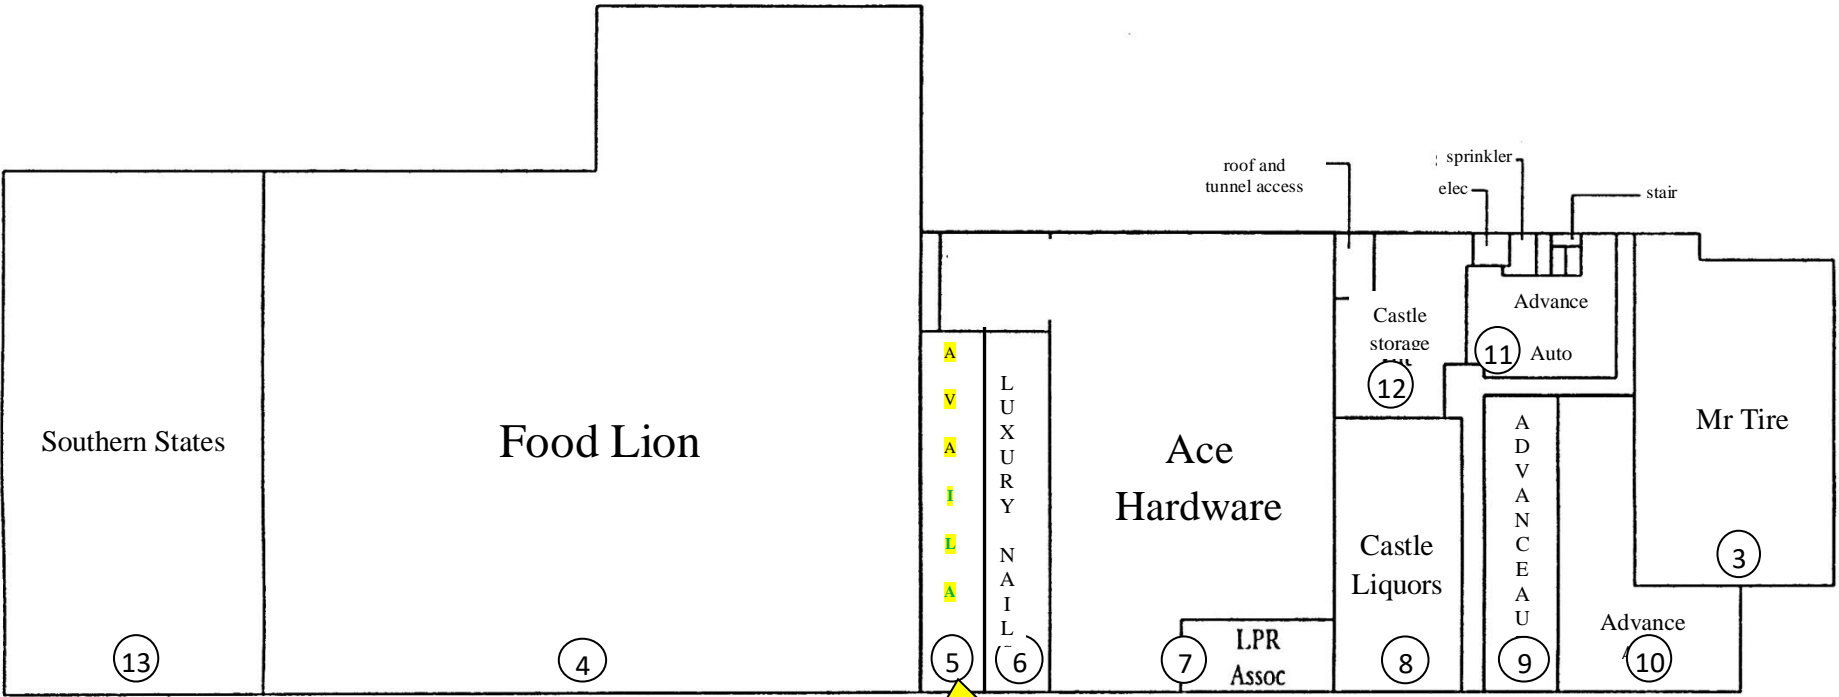 roof and
tunnel access
sprinkler
elec
stair
Southern States
13
Food Lion
4
A
V
A
I
L
A
5
L
U
X
U
R
Y
N
A
I
L
6
Ace
Hardware
7
LPR
Assoc
Castle
storage
12
Castle
Liquors
8
Advance
11 Auto
A
D
V
A
N
C
E
A
U
9
Advance
10
Mr Tire
3